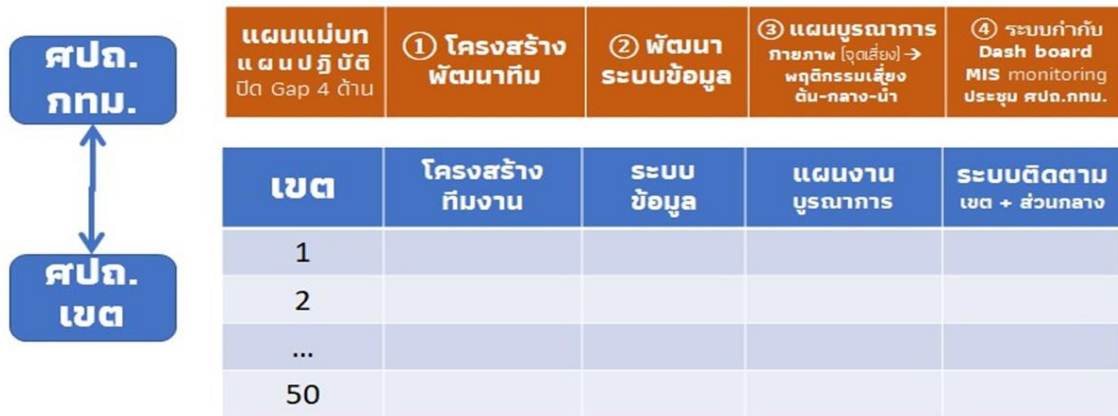 ศปถ.
กทม.
ศปถ.
เขต
แผนแม่บท
แผนปฏิบัติ
ปิด Gap 4 ด้าน
① โครงสร้าง
พัฒนาทีม
② พัฒนา
ระบบข้อมูล
③ แผนบูรณาการ
กายภาพ [จุดเสี่ยง] →
พฤติกรรมเสี่ยง
ต้น-กลาง-น้ำ
④ ระบบกำกับ
Dash board
MIS monitoring
ประชุม ศปถ.กทม.
เขต
โครงสร้าง
ทีมงาน
ระบบ
ข้อมูล
แผนงาน
บูรณาการ
ระบบติดตาม
เขต + ส่วนกลาง
1
2
...
50